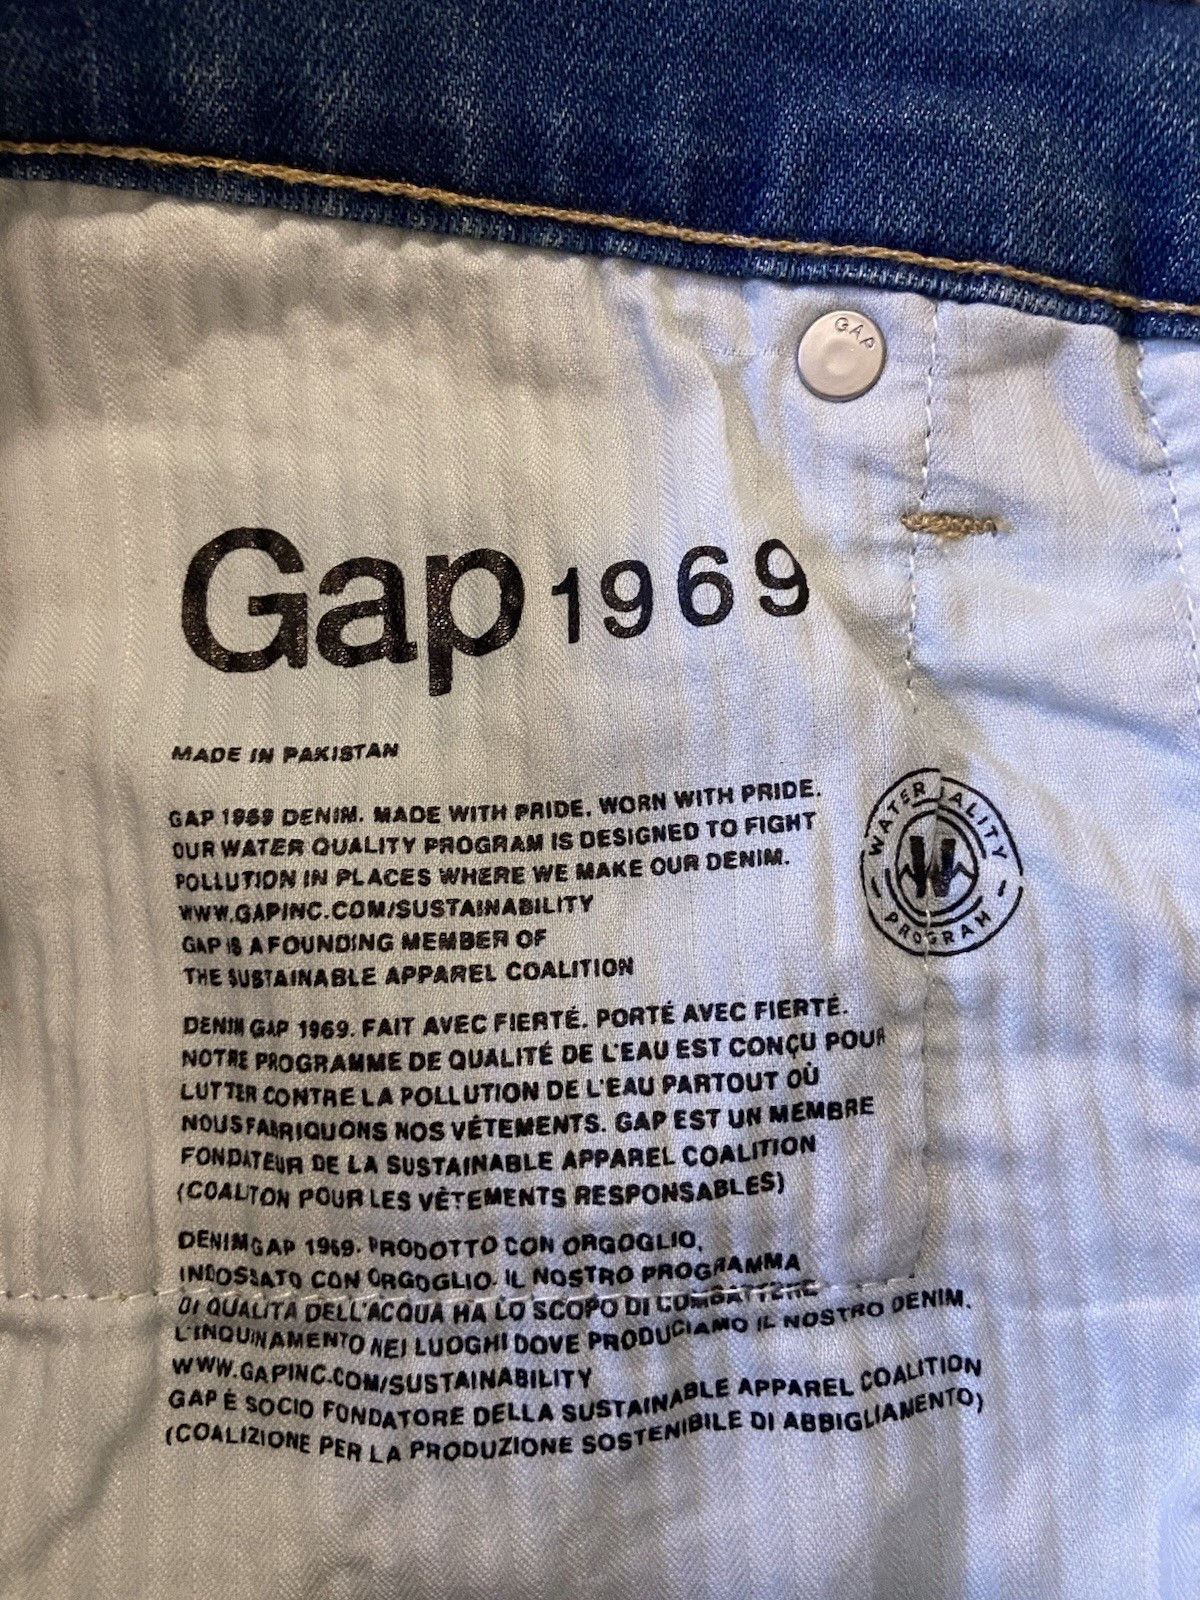 GAP
Gap 1969
MADE IN PAKISTAN
GAP 1969 DENIM. MADE WITH PRIDE. WORN WITH PRIDE.
OUR WATER QUALITY PROGRAM IS DESIGNED TO FIGHT
POLLUTION IN PLACES WHERE WE MAKE OUR DENIM.
WWW.GAPINC.COM/SUSTAINABILITY
GAP IS A FOUNDING MEMBER OF
THE SUSTAINABLE APPAREL COALITION
WATER ALITY
W
PROGRAM
DENIM GAP 1969. FAIT AVEC FIERTÉ. PORTÉ AVEC FIERTÉ.
NOTRE PROGRAMME DE QUALITÉ DE L'EAU EST CONÇU POUR
LUTTER CONTRE LA POLLUTION DE L'EAU PARTOUT OÙ
NOUS FABRIQUONS NOS VÉTEMENTS. GAP EST UN MEMBRE
FONDATEUR DE LA SUSTAINABLE APPAREL COALITION
(COALITON POUR LES VÊTEMENTS RESPONSABLES)
DENIM GAP 1969. PRODOTTO CON ORGOGLIO,
INDOSSATO CON ORGOGLIO. IL NOSTRO PROGRAMMA
DI QUALITÀ DELL'ACQUA HA LO SCOPO DI COMBATTERE
L'INQUINAMENTO NEI LUOGHI DOVE PRODUCIAMO IL NOSTRO DENIM.
WWW.GAPINC.COM/SUSTAINABILITY
GAP È SOCIO FONDATORE DELLA SUSTAINABLE APPAREL COALITION
(COALIZIONE PER LA PRODUZIONE SOSTENIBILE DI ABBIGLIAMENTO)